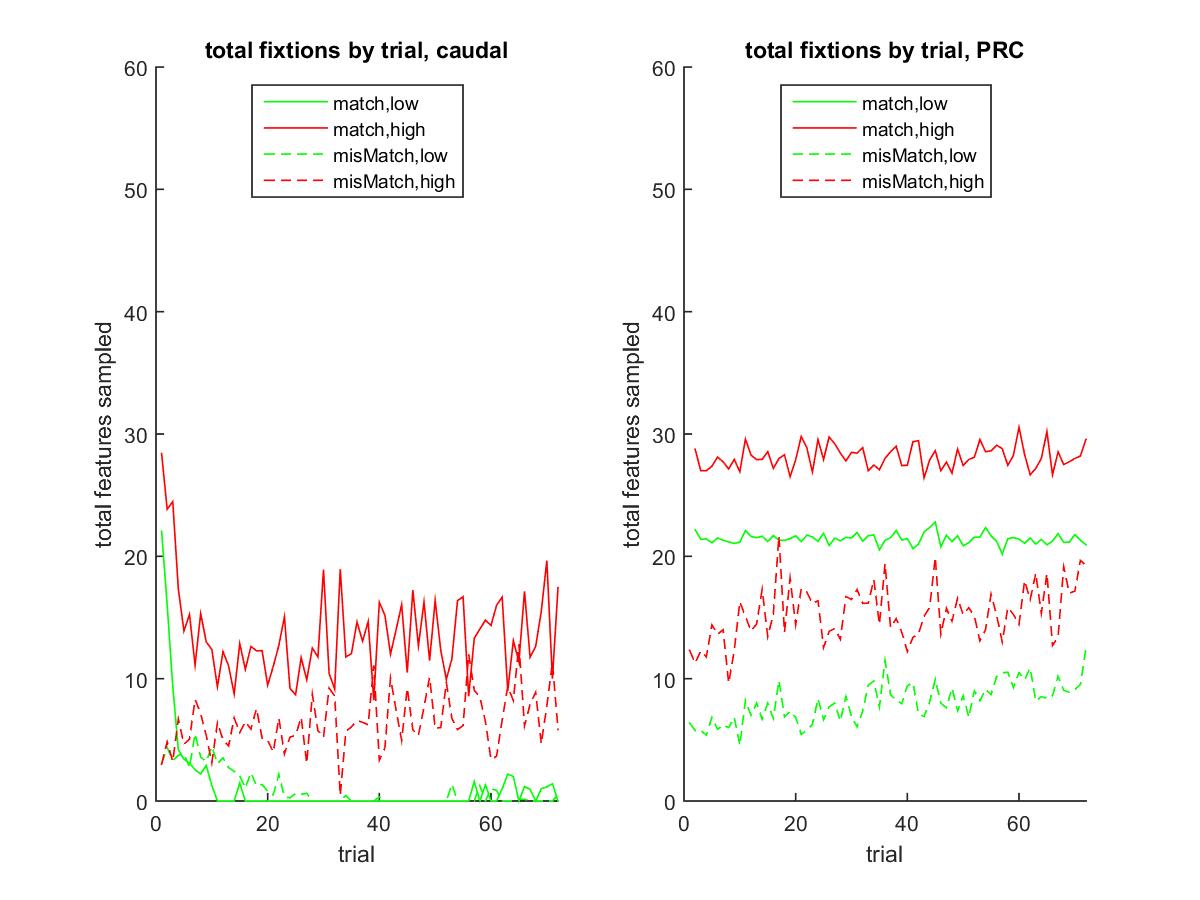 total fixtions by trial, caudal
60
50
40
30
20
10
0
total features sampled
match,low
match,high
misMatch,low
misMatch,high
0 20 40 60
trial
total fixtions by trial, PRC
60
50
40
30
20
10
0
total features sampled
match,low
match,high
misMatch,low
misMatch,high
0 20 40 60
trial